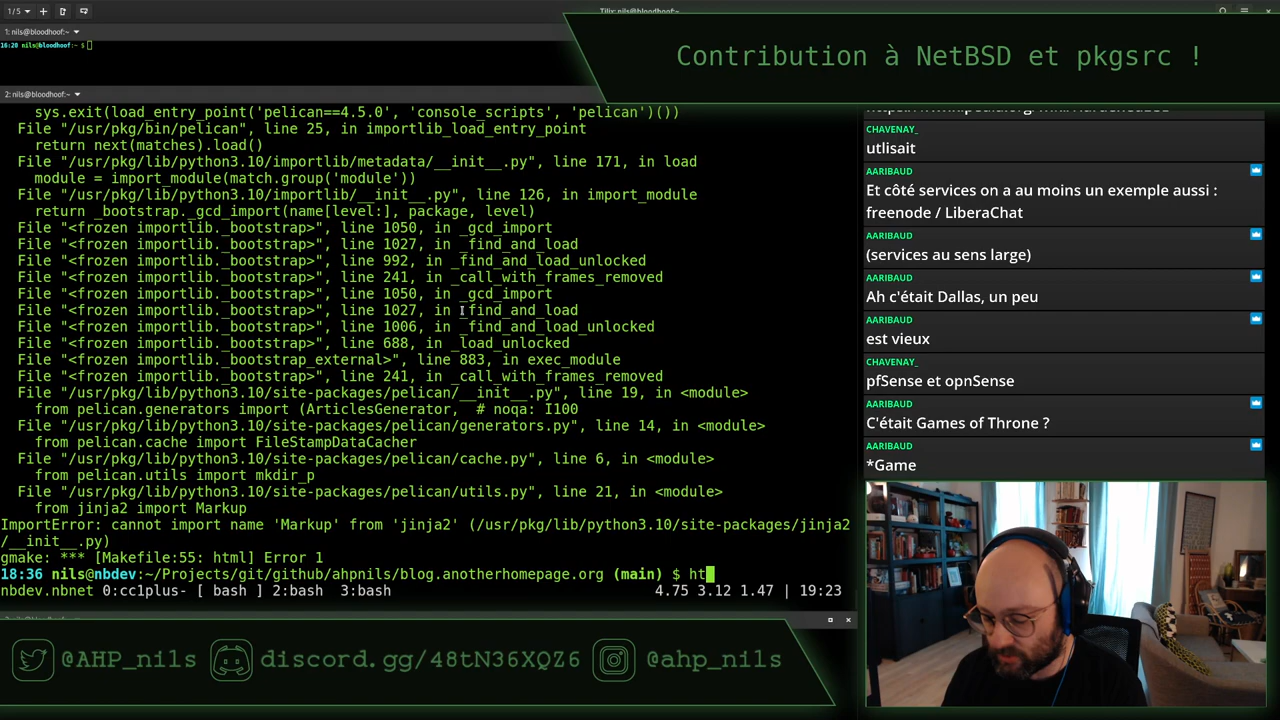 1/5
Tilix: nils@bloodhoof:~
1: nils@bloodhoof:~
16:20 nils@bloodhoof:~ $
Contribution à NetBSD et pkgsrc !
2: nils@bloodhoof:~
sys.exit(load_entry_point('pelican==4.5.0', 'console_scripts', 'pelican')())
File "/usr/pkg/bin/pelican", line 25, in importlib_load_entry_point
return next(matches).load()
File "/usr/pkg/lib/python3.10/importlib/metadata/__init__.py", line 171, in load
module = import_module(match.group('module'))
File "/usr/pkg/lib/python3.10/importlib/__init__.py", line 126, in import_module
return _bootstrap._gcd_import(name[level:], package, level)
File "<frozen importlib._bootstrap>", line 1050, in _gcd_import
File "<frozen importlib._bootstrap>", line 1027, in _find_and_load
File "<frozen importlib._bootstrap>", line 992, in _find_and_load_unlocked
File "<frozen importlib._bootstrap>", line 241, in _call_with_frames_removed
File "<frozen importlib._bootstrap>", line 1050, in _gcd_import
File "<frozen importlib._bootstrap>", line 1027, in _find_and_load
File "<frozen importlib._bootstrap>", line 1006, in _find_and_load_unlocked
File "<frozen importlib._bootstrap>", line 688, in _load_unlocked
File "<frozen importlib._bootstrap_external>", line 883, in exec_module
File "<frozen importlib._bootstrap>", line 241, in _call_with_frames_removed
File "/usr/pkg/lib/python3.10/site-packages/pelican/__init__.py", line 19, in <module>
from pelican.generators import (ArticlesGenerator,  # noqa: I100
File "/usr/pkg/lib/python3.10/site-packages/pelican/generators.py", line 14, in <module>
from pelican.cache import FileStampDataCacher
File "/usr/pkg/lib/python3.10/site-packages/pelican/cache.py", line 6, in <module>
from pelican.utils import mkdir_p
File "/usr/pkg/lib/python3.10/site-packages/pelican/utils.py", line 21, in <module>
from jinja2 import Markup
ImportError: cannot import name 'Markup' from 'jinja2' (/usr/pkg/lib/python3.10/site-packages/jinja2
/__init__.py)
gmake: *** [Makefile:55: html] Error 1
18:36 nils@nbdev:~/Projects/git/github/ahpnils/blog.anotherhomepage.org (main) $ ht
nbdev.nbnet 0:cc1plus- [ bash ] 2:bash  3:bash 4.75 3.12 1.47 | 19:23
CHAVENAY_
utlisait
AARIBAUD
Et côté services on a au moins un exemple aussi :
freenode / LiberaChat
AARIBAUD
(services au sens large)
AARIBAUD
Ah c'était Dallas, un peu
AARIBAUD
est vieux
CHAVENAY_
pfSense et opnSense
AARIBAUD
C'était Games of Throne ?
AARIBAUD
*Game
@AHP_nils
discord.gg/48tN36XQZ6
@ahp_nils